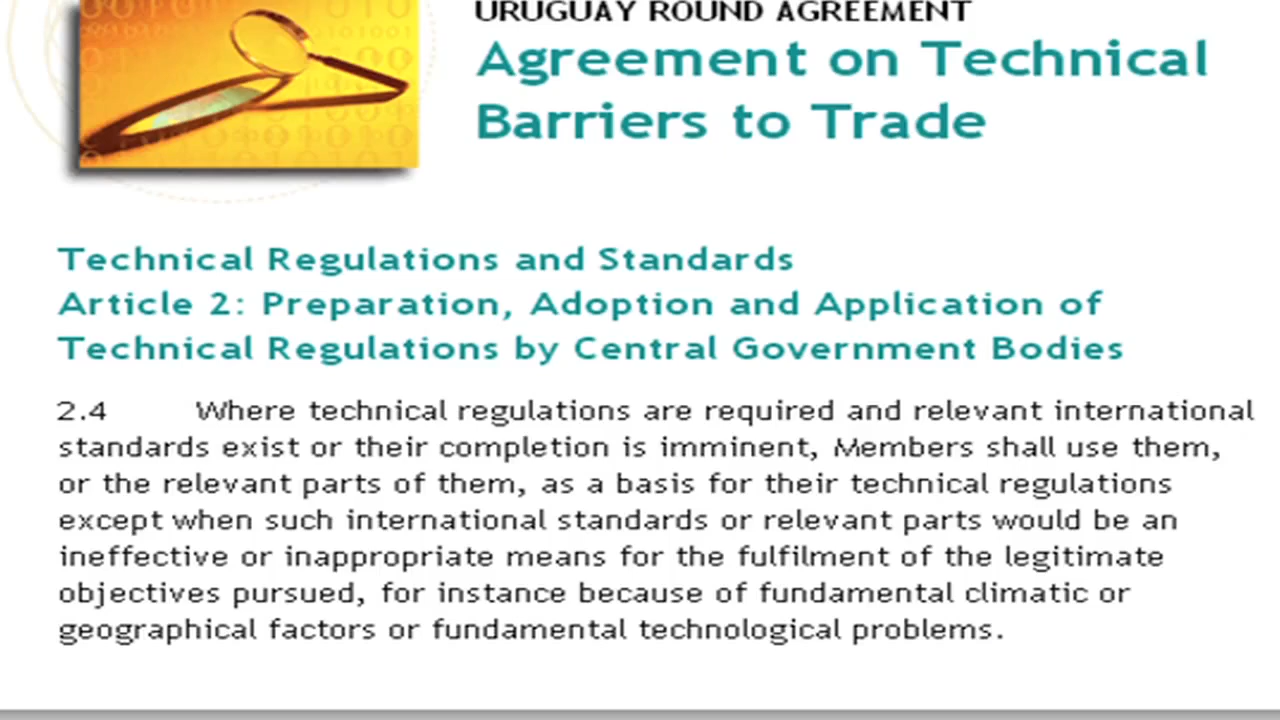 URUGUAY ROUND AGREEMENT
Agreement on Technical
Barriers to Trade
Technical Regulations and Standards
Article 2: Preparation, Adoption and Application of
Technical Regulations by Central Government Bodies
2.4 Where technical regulations are required and relevant international
standards exist or their completion is imminent, Members shall use them,
or the relevant parts of them, as a basis for their technical regulations
except when such international standards or relevant parts would be an
ineffective or inappropriate means for the fulfilment of the legitimate
objectives pursued, for instance because of fundamental climatic or
geographical factors or fundamental technological problems.